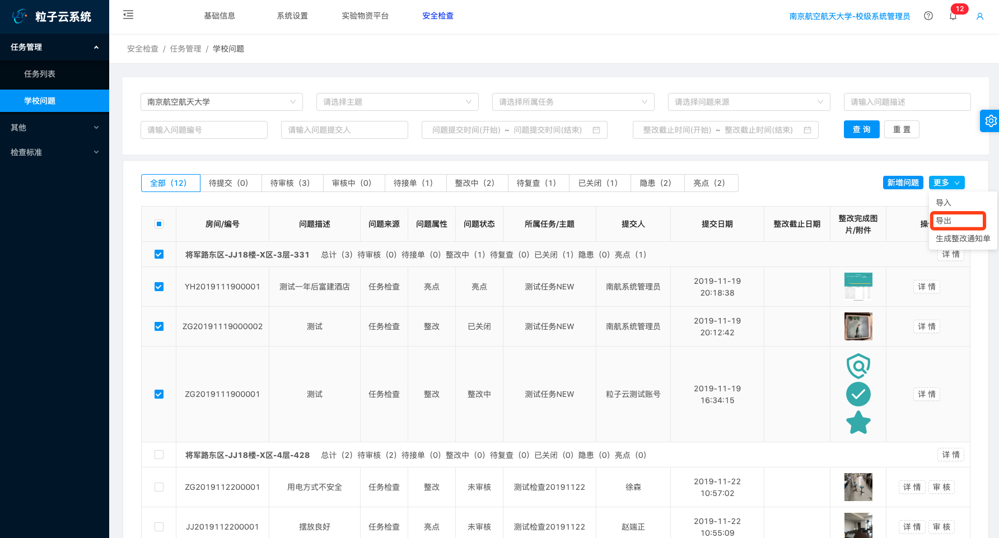 LZY 粒子云系统
基础信息 系统设置 实验物资平台 安全检查 南京航空航天大学-校级系统管理员 12
任务管理
任务列表
学校问题
其他
检查标准
安全检查 / 任务管理 / 学校问题
南京航空航天大学 请选择主题 请选择所属任务 请选择问题来源 请输入问题描述
请输入问题编号 请输入问题提交人 问题提交时间(开始) ~ 问题提交时间(结束) 整改截止时间(开始) ~ 整改截止时间(结束) 查 询 重 置
全部（12） 待提交（0） 待审核（3） 审核中（0） 待接单（1） 整改中（2） 待复查（1） 已关闭（1） 隐患（2） 亮点（2） 新增问题 更多
导入
导出
生成整改通知单
房间/编号 问题描述 问题来源 问题属性 问题状态 所属任务/主题 提交人 提交日期 整改截止日期 整改完成图片/附件
将军路东区-JJ18楼-X区-3层-331 总计（3）待审核（0）待接单（0）整改中（1）待复查（0）已关闭（1）隐患（0）亮点（1） 详 情
YH2019111900001 测试一年后富建酒店 任务检查 亮点 亮点 测试任务NEW 南航系统管理员 2019-11-19 20:18:38 详 情
ZG20191119000002 测试 任务检查 整改 已关闭 测试任务NEW 南航系统管理员 2019-11-19 20:12:42 详 情
ZG2019111900001 测试 任务检查 整改 整改中 测试任务NEW 粒子云测试账号 2019-11-19 16:34:15 详 情
将军路东区-JJ18楼-X区-4层-428 总计（2）待审核（2）待接单（0）整改中（0）待复查（0）已关闭（0）隐患（0）亮点（0） 详 情
ZG2019112200001 用电方式不安全 任务检查 整改 未审核 测试检查20191122 徐森 2019-11-22 10:57:02 详 情 审 核
JJ2019112200001 摆放良好 任务检查 亮点 未审核 测试检查20191122 赵端正 2019-11-22 10:55:09 详 情 审 核